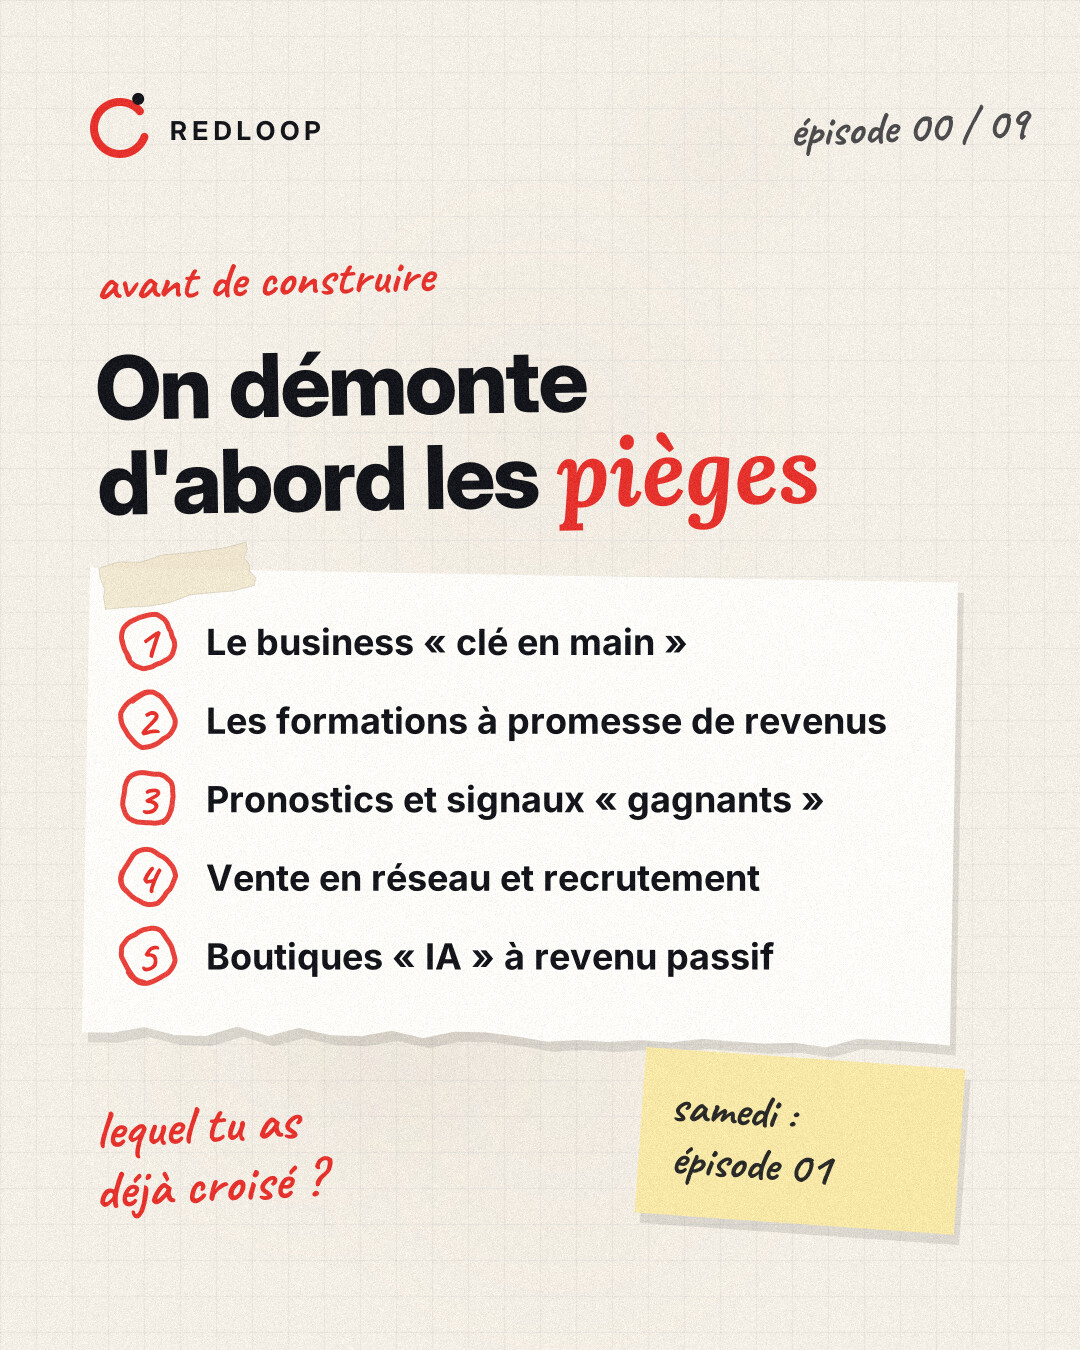 REDLOOP
épisode 00 / 09
avant de construire
On démonte
d'abord les pièges
1 Le business « clé en main »
2 Les formations à promesse de revenus
3 Pronostics et signaux « gagnants »
4 Vente en réseau et recrutement
5 Boutiques « IA » à revenu passif
lequel tu as
déjà croisé ?
samedi :
épisode 01